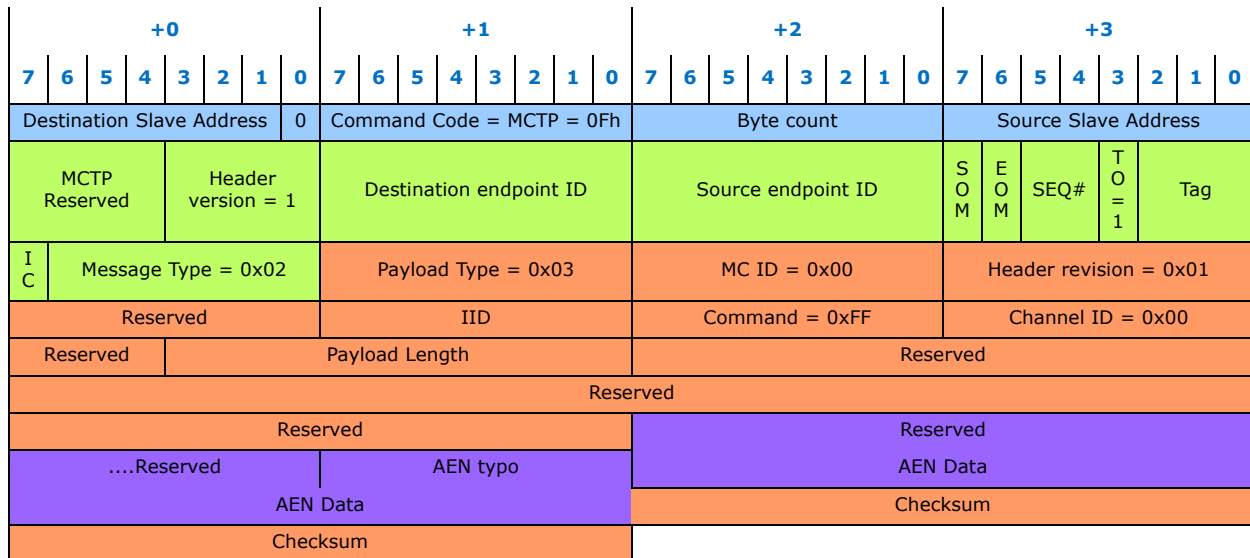 +0 +1 +2 +3
7 6 5 4 3 2 1 0 7 6 5 4 3 2 1 0 7 6 5 4 3 2 1 0 7 6 5 4 3 2 1 0
Destination Slave Address 0 Command Code = MCTP = 0Fh Byte count Source Slave Address
MCTP Reserved Header version = 1 Destination endpoint ID Source endpoint ID SOM EOM SEQ# TO=1 Tag
IC Message Type = 0x02 Payload Type = 0x03 MC ID = 0x00 Header revision = 0x01
Reserved IID Command = 0xFF Channel ID = 0x00
Reserved Payload Length Reserved
Reserved
Reserved Reserved
....Reserved AEN typo AEN Data
AEN Data Checksum
Checksum